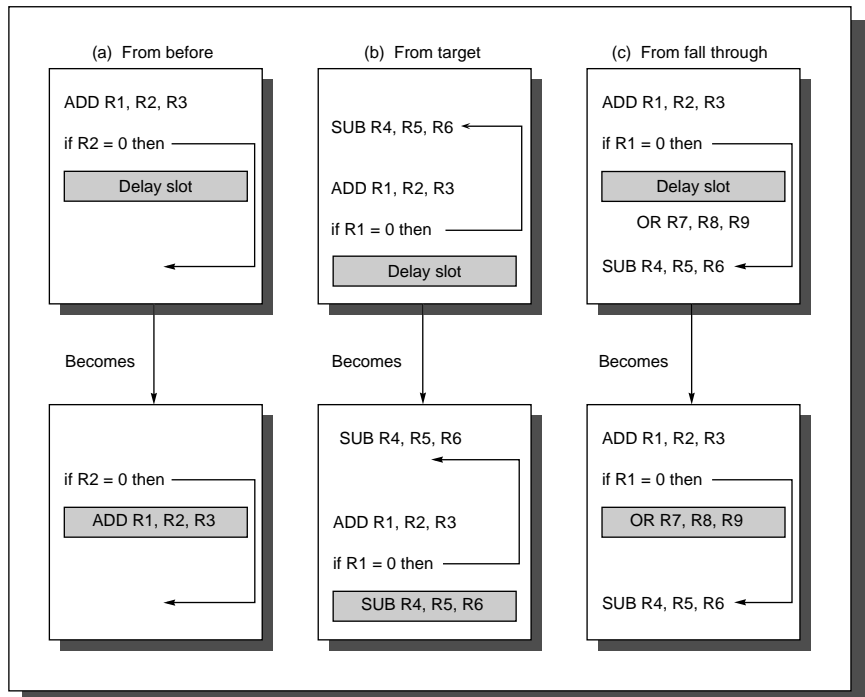 (a) From before
ADD R1, R2, R3
if R2 = 0 then
Delay slot
Becomes
if R2 = 0 then
ADD R1, R2, R3
(b) From target
SUB R4, R5, R6
ADD R1, R2, R3
if R1 = 0 then
Delay slot
Becomes
SUB R4, R5, R6
ADD R1, R2, R3
if R1 = 0 then
SUB R4, R5, R6
(c) From fall through
ADD R1, R2, R3
if R1 = 0 then
Delay slot
OR R7, R8, R9
SUB R4, R5, R6
Becomes
ADD R1, R2, R3
if R1 = 0 then
OR R7, R8, R9
SUB R4, R5, R6